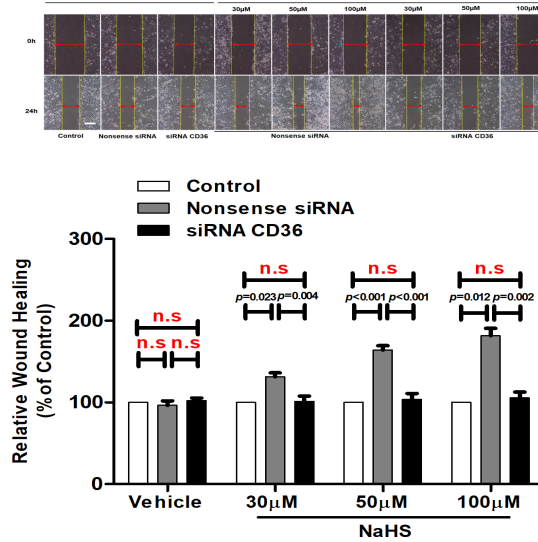 30μM 50μM 100μM 30μM 50μM 100μM
0h
24h
Control Nonsense siRNA siRNA CD36 Nonsense siRNA siRNA CD36
Control
Nonsense siRNA
siRNA CD36
300
200
100
0
Relative Wound Healing
(% of Control)
n.s
n.s n.s
n.s
p=0.023 p=0.004
n.s
p<0.001 p<0.001
n.s
p=0.012 p=0.002
Vehicle 30μM 50μM 100μM
NaHS